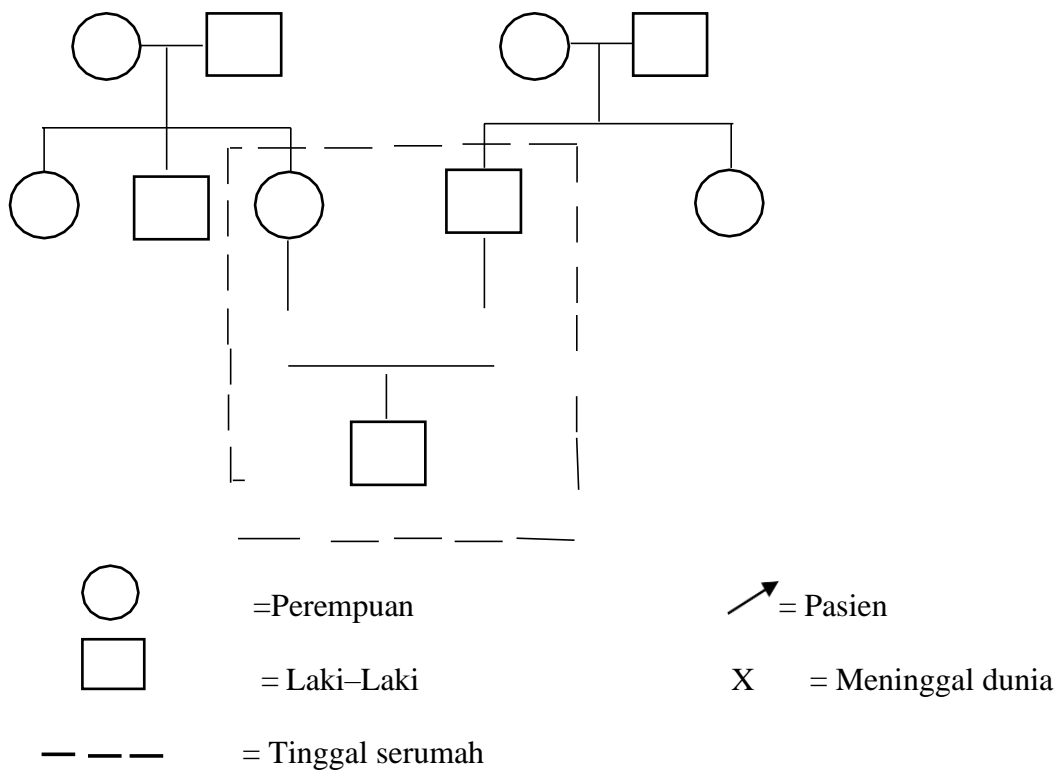 =Perempuan
= Pasien
= Laki–Laki
X = Meninggal dunia
= Tinggal serumah